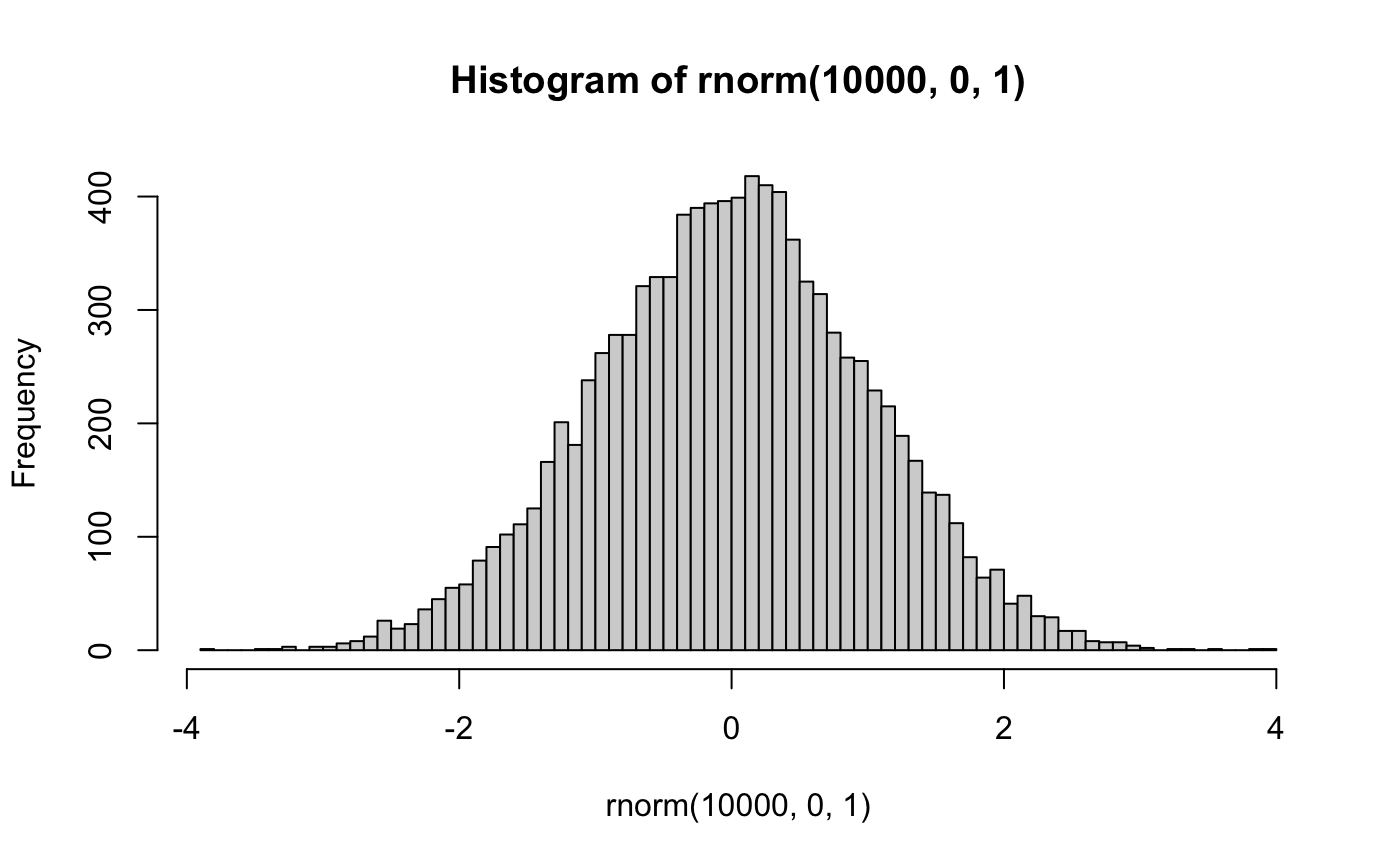 Histogram of rnorm(10000, 0, 1)
Frequency
400
300
200
100
0
-4 -2 0 2 4
rnorm(10000, 0, 1)